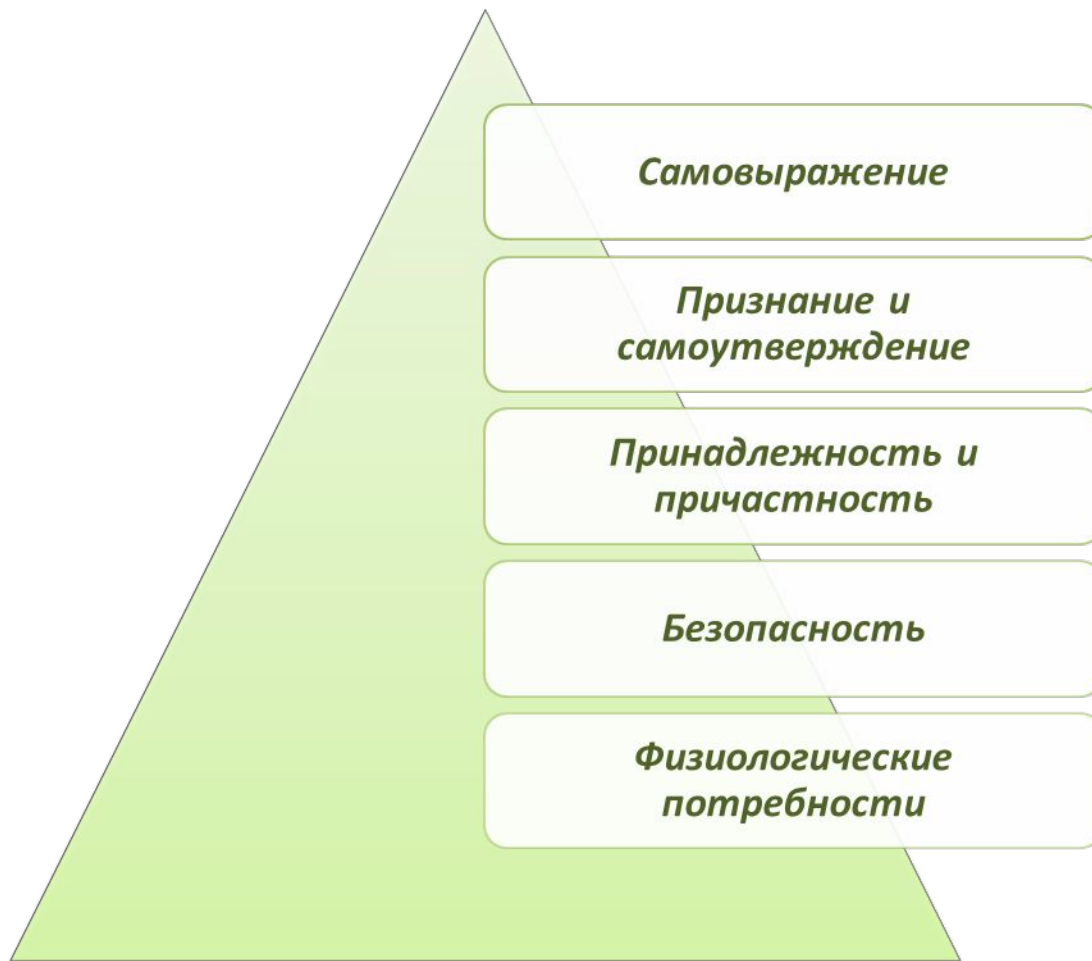 Самовыражение
Признание и
самоутверждение
Принадлежность и
причастность
Безопасность
Физиологические
потребности